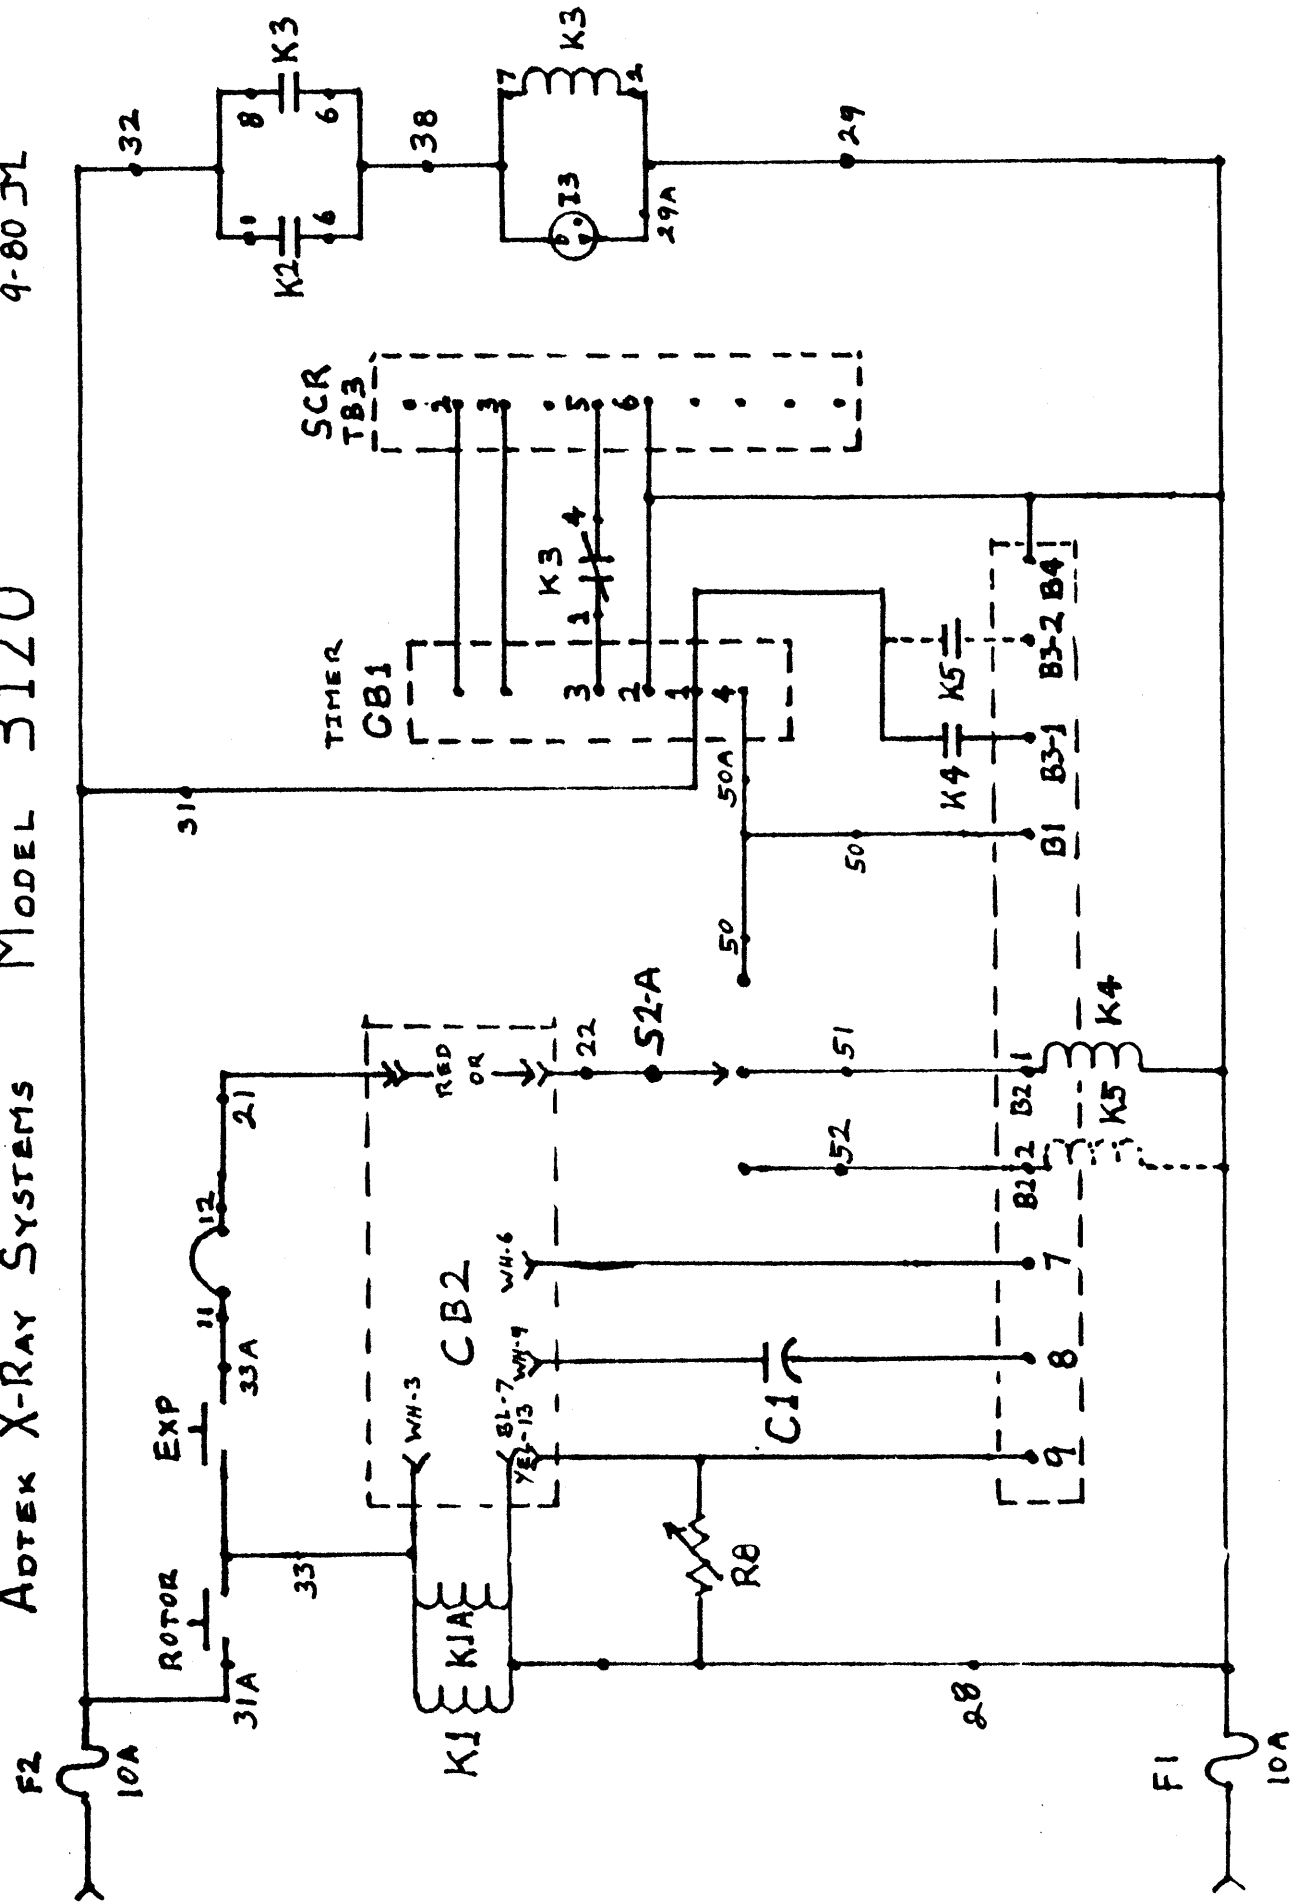 ADTEK X-RAY SYSTEMS MODEL 3120 9-80 JL
F2
10A
31A
ROTOR
EXP
33
33A
11
12
21
31
32
K2
1
6
K3
8
6
38
I3
K3
7
2
29A
29
K1
K1A
WH-3
BL-7
YEL-13
WH-9
WH-6
CB2
RED
OR
22
S2-A
50
50A
TIMER
CB1
3
2
1
4
K3
1
4
SCR
TB3
2
3
5
6
R8
C1
28
52
51
50
K4
K5
9
8
7
B2 2
B2 1
B1
B3-1
B3-2
B4
K5
K4
F1
10A